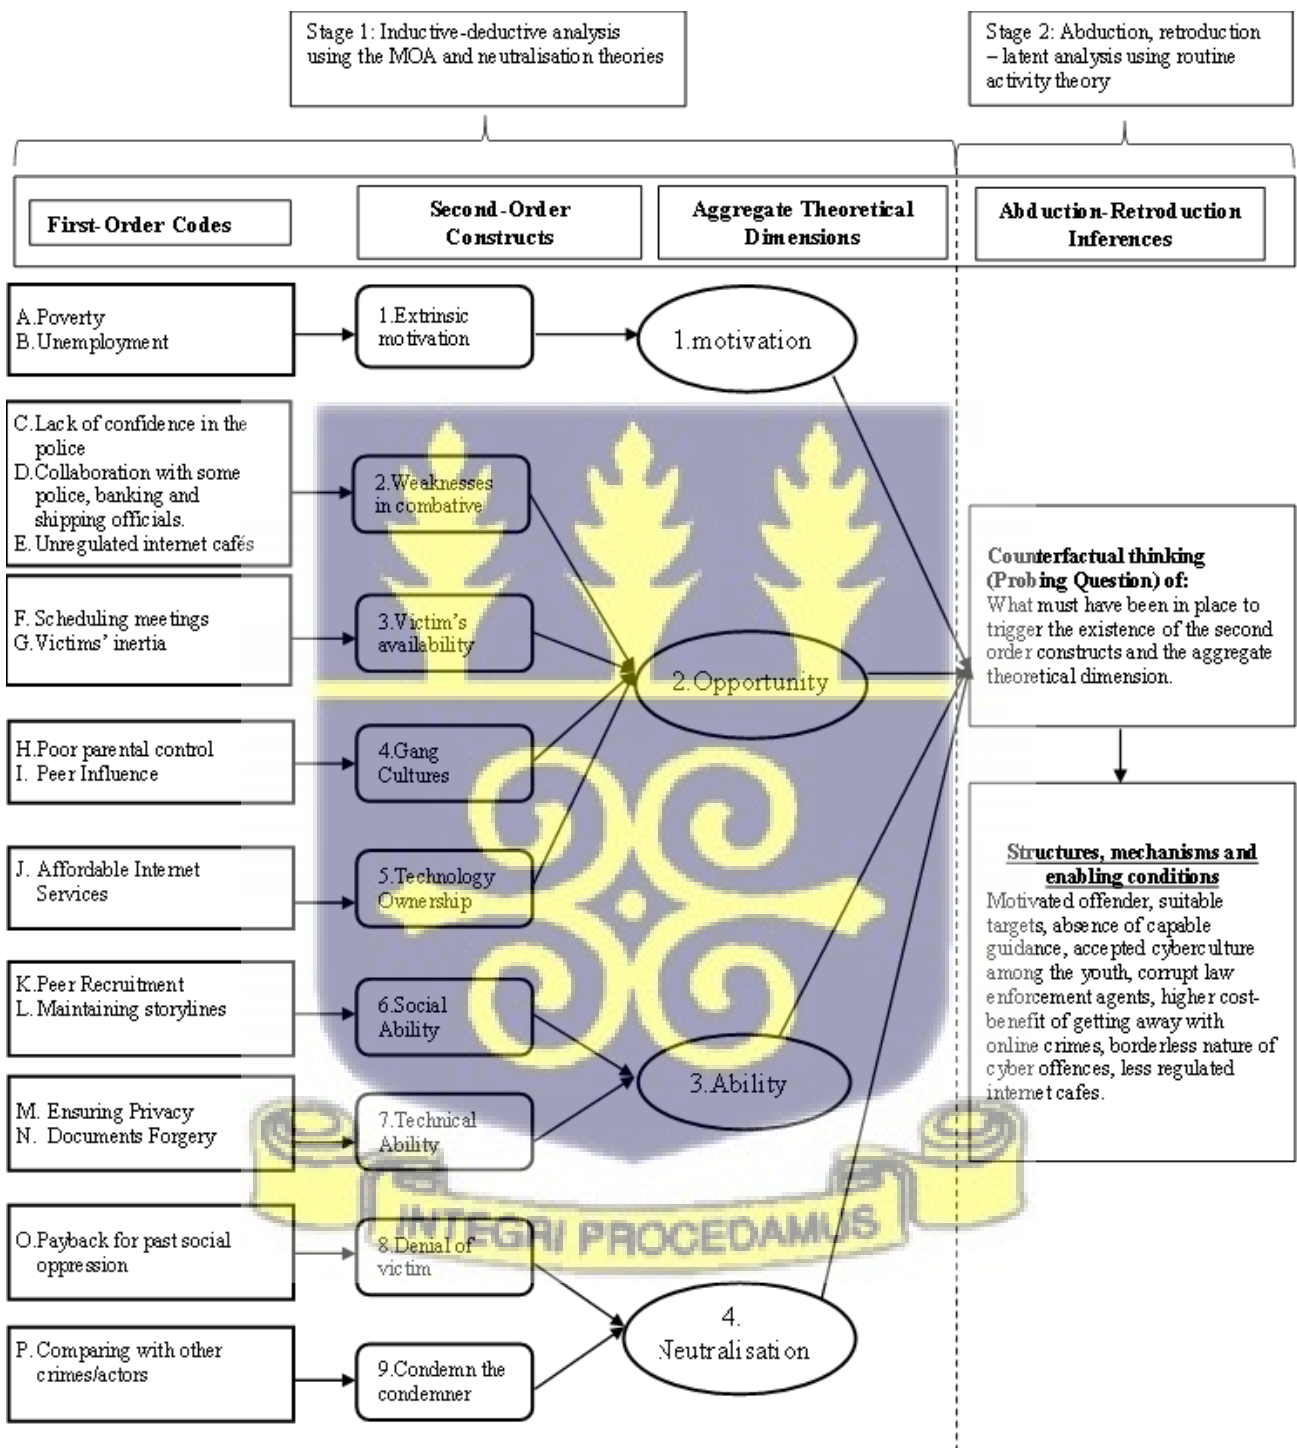 Stage 1: Inductive-deductive analysis
using the MOA and neutralisation theories
Stage 2: Abduction, retroduction
– latent analysis using routine
activity theory
First-Order Codes
Second-Order
Constructs
Aggregate Theoretical
Dimensions
Abduction-Retroduction
Inferences
A.Poverty
B.Unemployment
1.Extrinsic
motivation
1.motivation
C.Lack of confidence in the
police
D.Collaboration with some
police, banking and
shipping officials.
E. Unregulated internet cafés
2.Weaknesses
in combative
F. Scheduling meetings
G.Victims' inertia
3.Victim's
availability
2.Opportunity
H.Poor parental control
I. Peer Influence
4.Gang
Cultures
J. Affordable Internet
Services
5.Technology
Ownership
K.Peer Recruitment
L. Maintaining storylines
6.Social
Ability
3.Ability
M. Ensuring Privacy
N. Documents Forgery
7.Technical
Ability
O.Payback for past social
oppression
8.Denial of
victim
P. Comparing with other
crimes/actors
9.Condemn the
condemner
4.
Neutralisation
Counterfactual thinking
(Probing Question) of:
What must have been in place to
trigger the existence of the second
order constructs and the aggregate
theoretical dimension.
Structures, mechanisms and
enabling conditions
Motivated offender, suitable
targets, absence of capable
guidance, accepted cyberculture
among the youth, corrupt law
enforcement agents, higher cost-
benefit of getting away with
online crimes, borderless nature of
cyber offences, less regulated
internet cafes.
INTEGRI PROCEDAMUS